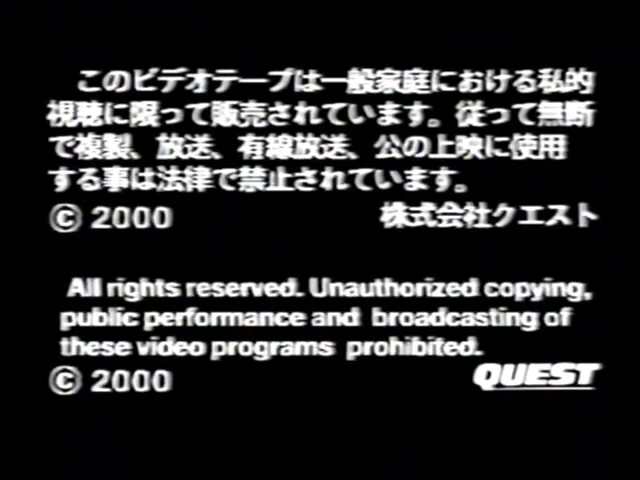 このビデオテープは一般家庭における私的
視聴に限って販売されています。従って無断
で複製、放送、有線放送、公の上映に使用
する事は法律で禁止されています。
© 2000 株式会社クエスト
All rights reserved. Unauthorized copying,
public performance and broadcasting of
these video programs prohibited.
© 2000 QUEST